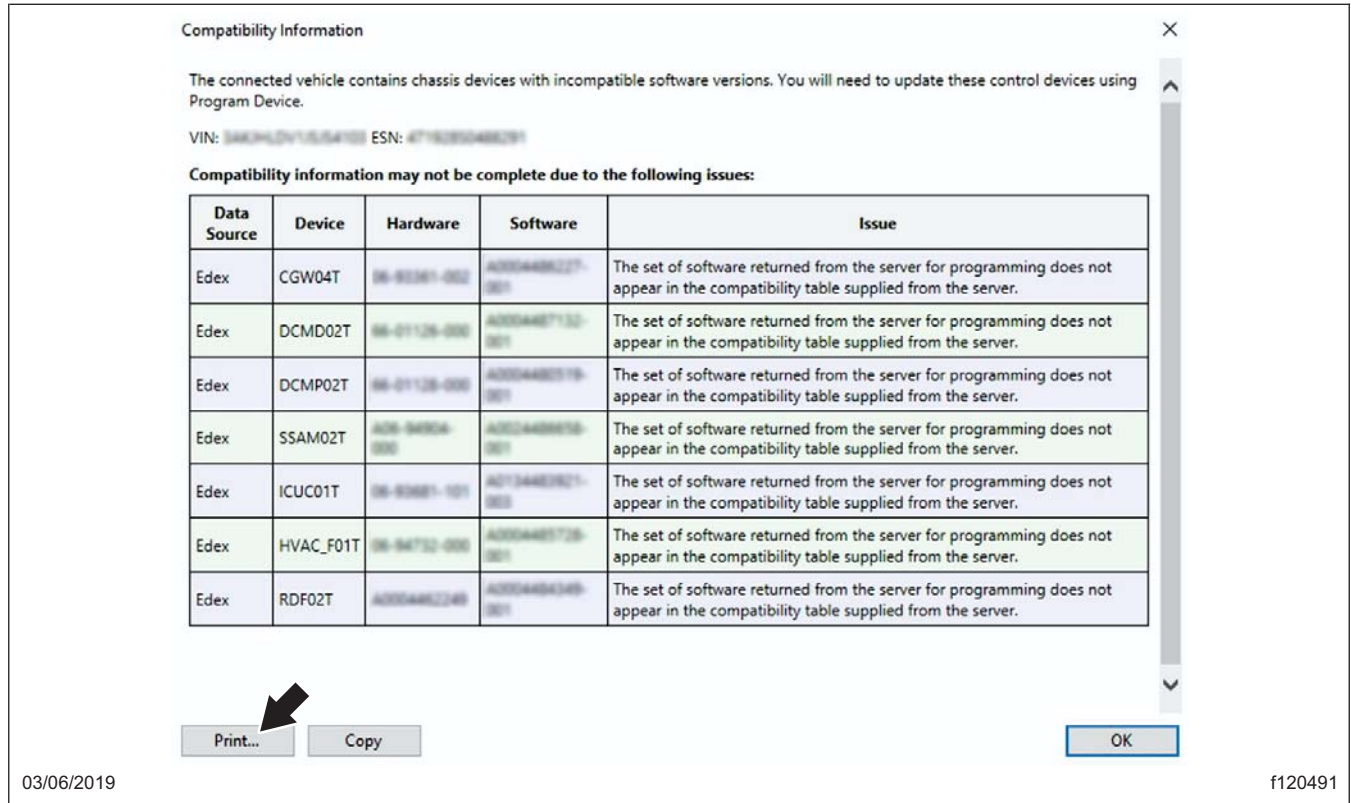 Compatibility Information
The connected vehicle contains chassis devices with incompatible software versions. You will need to update these control devices using
Program Device.
VIN: ESN:
Compatibility information may not be complete due to the following issues:
Data Source Device Hardware Software Issue
Edex CGW04T The set of software returned from the server for programming does not
appear in the compatibility table supplied from the server.
Edex DCMD02T The set of software returned from the server for programming does not
appear in the compatibility table supplied from the server.
Edex DCMP02T The set of software returned from the server for programming does not
appear in the compatibility table supplied from the server.
Edex SSAM02T The set of software returned from the server for programming does not
appear in the compatibility table supplied from the server.
Edex ICUC01T The set of software returned from the server for programming does not
appear in the compatibility table supplied from the server.
Edex HVAC_F01T The set of software returned from the server for programming does not
appear in the compatibility table supplied from the server.
Edex RDF02T The set of software returned from the server for programming does not
appear in the compatibility table supplied from the server.
Print... Copy OK
03/06/2019 f120491